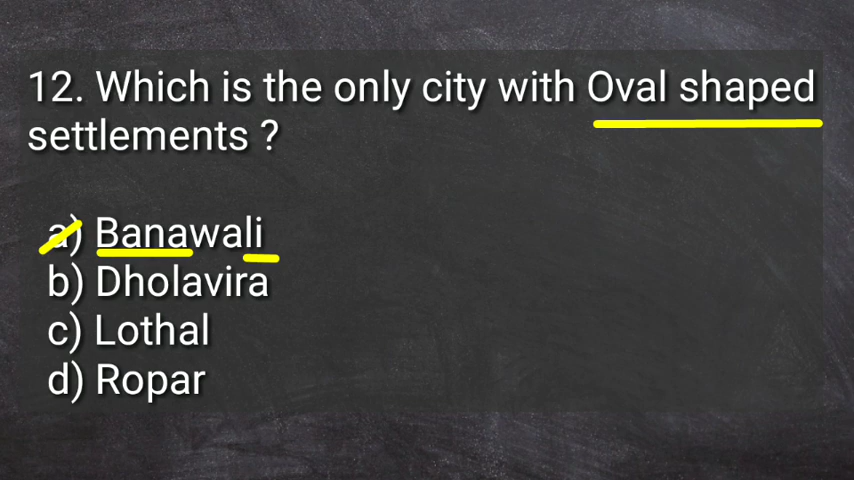 12. Which is the only city with Oval shaped
settlements ?
a) Banawali
b) Dholavira
c) Lothal
d) Ropar